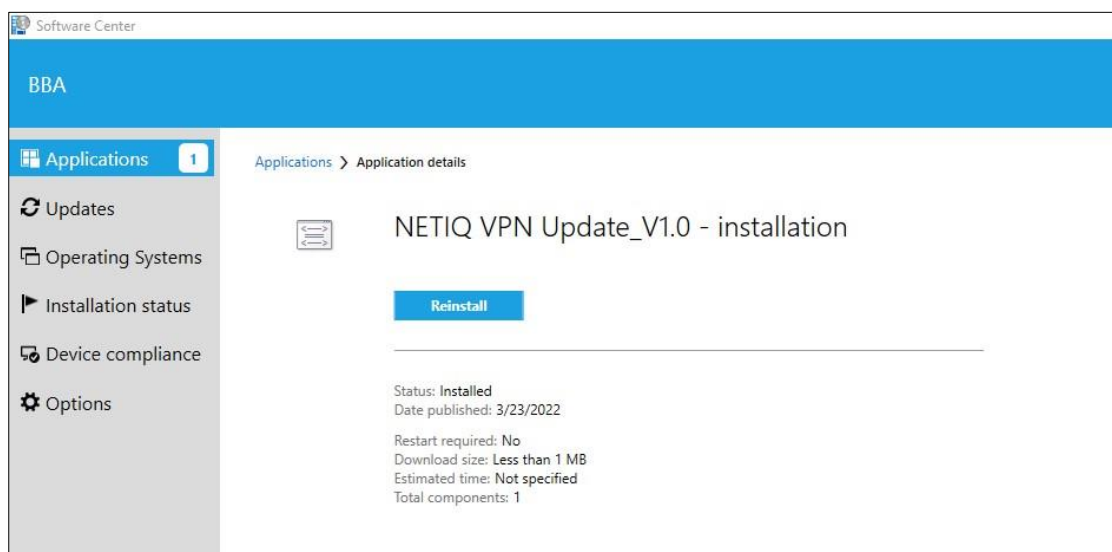 Software Center
BBA
Applications 1
Updates
Operating Systems
Installation status
Device compliance
Options
Applications > Application details
NETIQ VPN Update_V1.0 - installation
Reinstall
Status: Installed
Date published: 3/23/2022
Restart required: No
Download size: Less than 1 MB
Estimated time: Not specified
Total components: 1